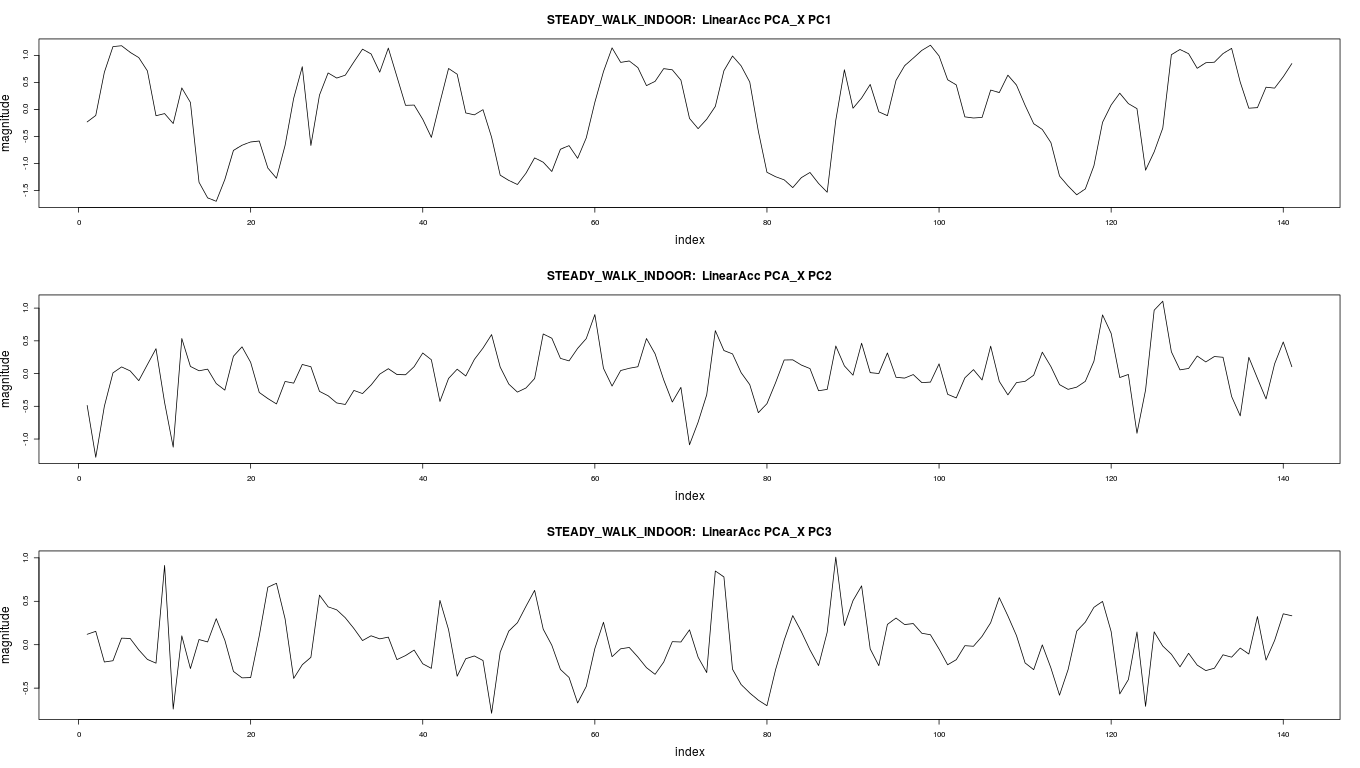 STEADY_WALK_INDOOR:  LinearAcc PCA_X PC1
magnitude
1.0
0.5
0.0
-0.5
-1.0
-1.5
0 20 40 60 80 100 120 140
index
STEADY_WALK_INDOOR:  LinearAcc PCA_X PC2
magnitude
1.0
0.5
0.0
-0.5
-1.0
0 20 40 60 80 100 120 140
index
STEADY_WALK_INDOOR:  LinearAcc PCA_X PC3
magnitude
1.0
0.5
0.0
-0.5
0 20 40 60 80 100 120 140
index